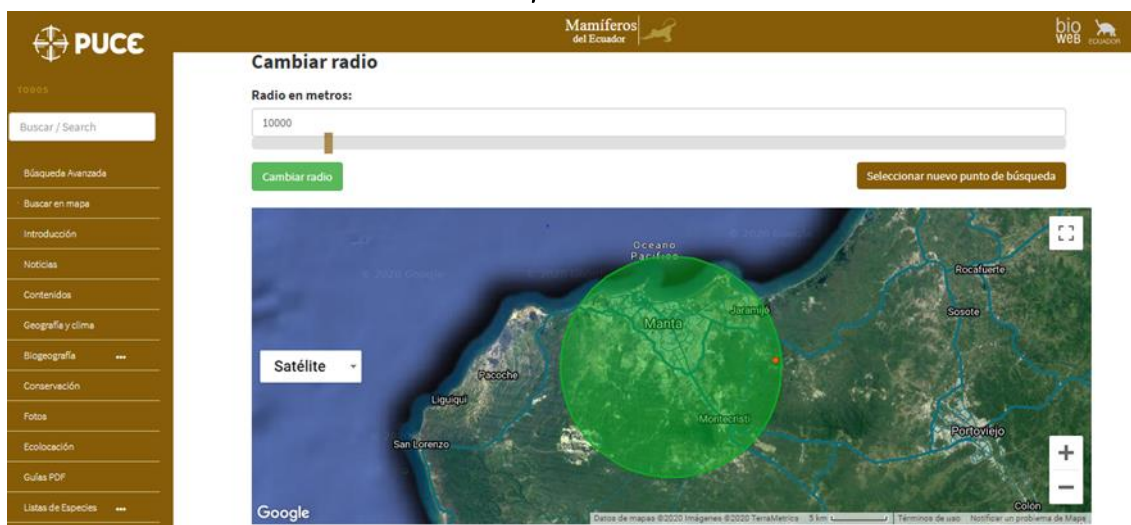 PUCE
Mamíferos
del Ecuador
bio
web
ECUADOR
TODOS
Buscar / Search
Búsqueda Avanzada
Buscar en mapa
Introducción
Noticias
Contenidos
Geografía y clima
Biogeografía
Conservación
Fotos
Ecolocación
Guías PDF
Listas de Especies
Cambiar radio
Radio en metros:
10000
Cambiar radio
Seleccionar nuevo punto de búsqueda
Oceano
Pacífico
© 2020 Google
Rocafuerte
Jaramijó
Sosote
Manta
Satélite
Pacoche
Liguiqui
Montecristi
Portoviejo
San Lorenzo
+
−
Colón
Google
Datos de mapas ©2020 Imágenes ©2020 TerraMetrics
5 km
Términos de uso
Notificar un problema de Maps